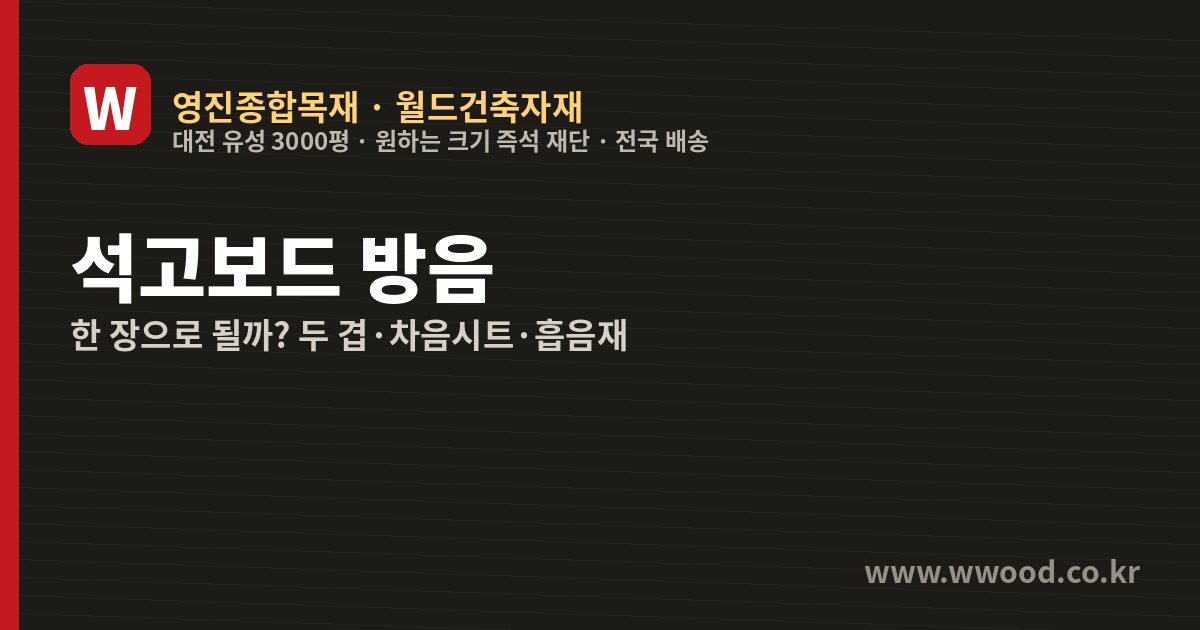 W
영진종합목재 · 월드건축자재
대전 유성 3000평 · 원하는 크기 즉석 재단 · 전국 배송
석고보드 방음
한 장으로 될까? 두 겹·차음시트·흡음재
www.wwood.co.kr